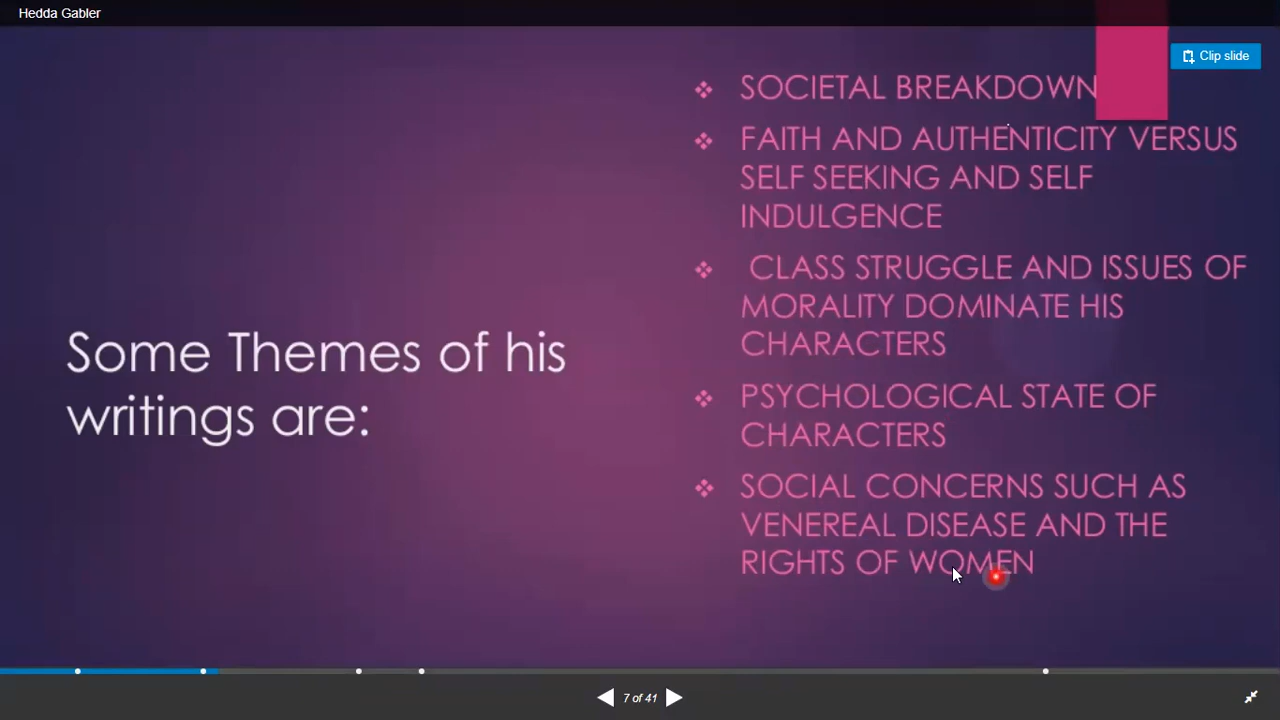 Hedda Gabler
Clip slide
Some Themes of his
writings are:
❖ SOCIETAL BREAKDOWN
❖ FAITH AND AUTHENTICITY VERSUS
SELF SEEKING AND SELF
INDULGENCE
❖ CLASS STRUGGLE AND ISSUES OF
MORALITY DOMINATE HIS
CHARACTERS
❖ PSYCHOLOGICAL STATE OF
CHARACTERS
❖ SOCIAL CONCERNS SUCH AS
VENEREAL DISEASE AND THE
RIGHTS OF WOMEN
7 of 41